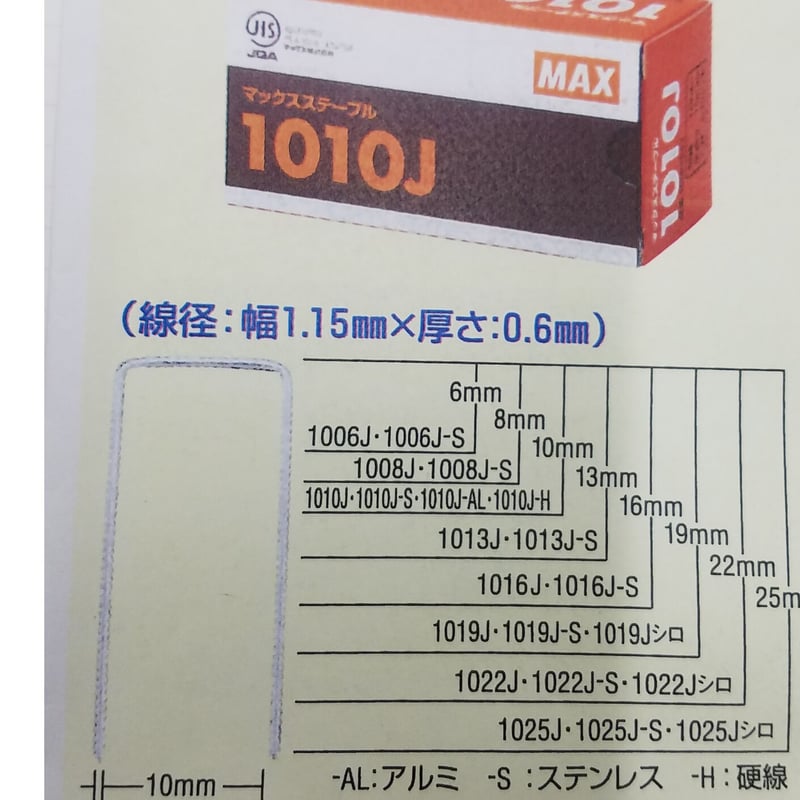 1010J
JIS
JQA
MAX
マックスステープル
1010J
1010J
(線径:幅1.15mm×厚さ:0.6mm)
6mm
8mm
1006J・1006J-S
10mm
1008J・1008J-S
13mm
1010J・1010J-S・1010J-AL・1010J-H
16mm
1013J・1013J-S
19mm
22mm
1016J・1016J-S
25m
1019J・1019J-S・1019Jシロ
1022J・1022J-S・1022Jシロ
1025J・1025J-S・1025Jシロ
10mm
-AL:アルミ -S:ステンレス -H:硬線